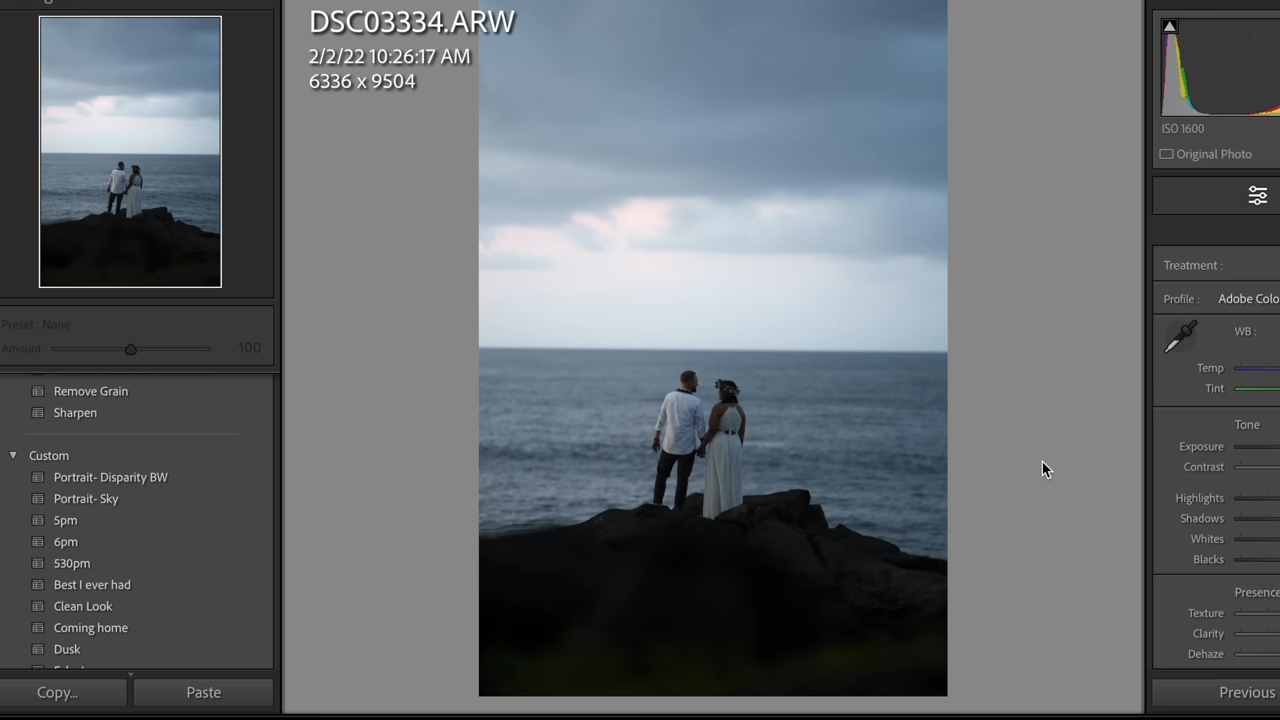 DSC03334.ARW
2/2/22 10:26:17 AM
6336 x 9504
Preset : None
Amount 100
Remove Grain
Sharpen
Custom
Portrait- Disparity BW
Portrait- Sky
5pm
6pm
530pm
Best I ever had
Clean Look
Coming home
Dusk
Copy...
Paste
ISO 1600
Original Photo
Treatment :
Profile : Adobe Colo
WB :
Temp
Tint
Tone
Exposure
Contrast
Highlights
Shadows
Whites
Blacks
Presence
Texture
Clarity
Dehaze
Previous